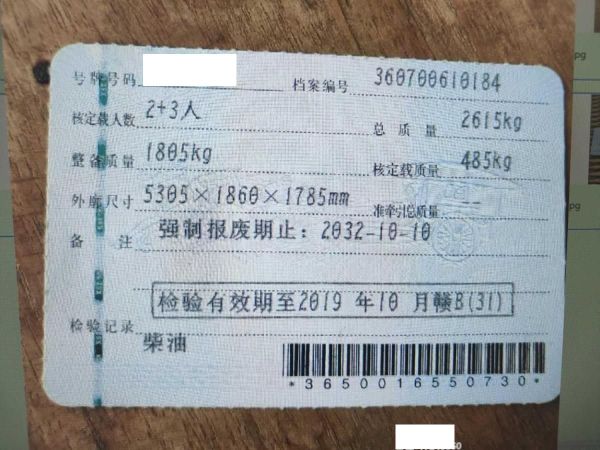 号牌号码 档案编号 360700610184
核定载人数 2+3人 总质量 2615kg
整备质量 1805kg 核定载质量 485kg
外廓尺寸 5305×1860×1785mm 准牵引总质量 --
备注 强制报废期止：2032-10-10
检验有效期至2019 年10 月赣B(31)
检验记录
柴油
*3650016550730*
pg
pg